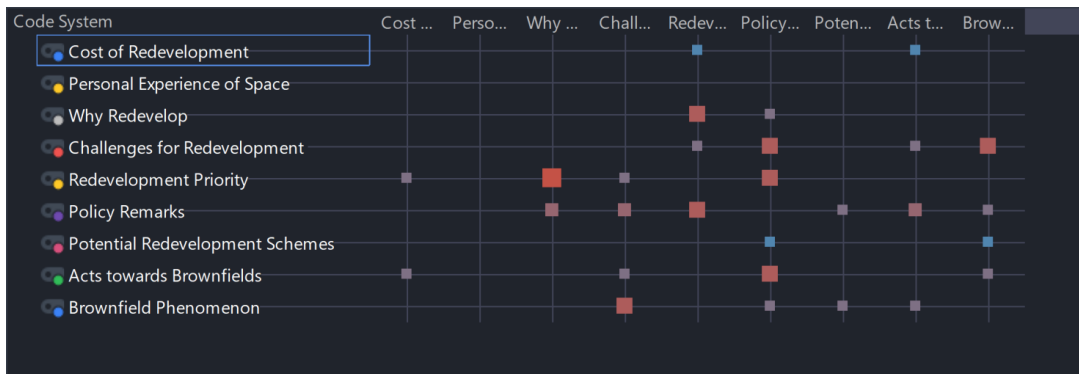 Code System Cost ... Perso... Why ... Chall... Redev... Policy... Poten... Acts t... Brow...
Cost of Redevelopment
Personal Experience of Space
Why Redevelop
Challenges for Redevelopment
Redevelopment Priority
Policy Remarks
Potential Redevelopment Schemes
Acts towards Brownfields
Brownfield Phenomenon